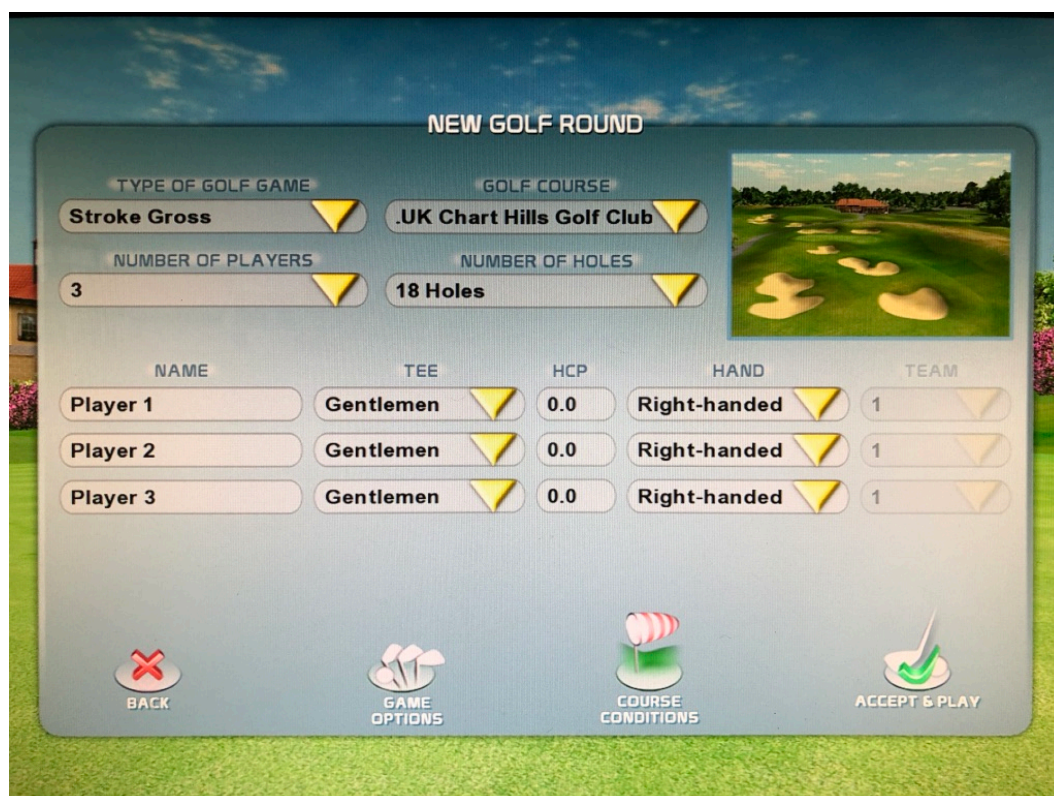 NEW GOLF ROUND
TYPE OF GOLF GAME
GOLF COURSE
Stroke Gross
.UK Chart Hills Golf Club
NUMBER OF PLAYERS
NUMBER OF HOLES
3
18 Holes
NAME TEE HCP HAND TEAM
Player 1 Gentlemen 0.0 Right-handed 1
Player 2 Gentlemen 0.0 Right-handed 1
Player 3 Gentlemen 0.0 Right-handed 1
BACK
GAME
OPTIONS
COURSE
CONDITIONS
ACCEPT & PLAY